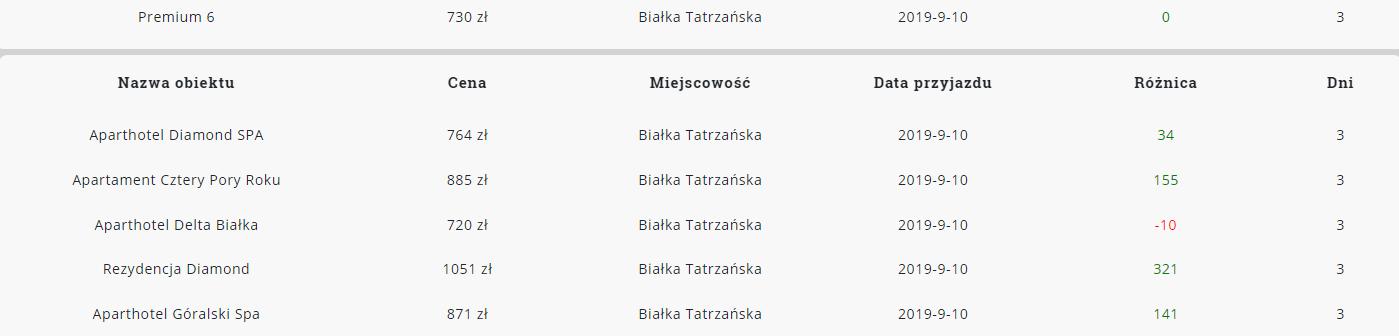 Premium 6 730 zł Białka Tatrzańska 2019-9-10 0 3
Nazwa obiektu Cena Miejscowość Data przyjazdu Różnica Dni
Aparthotel Diamond SPA 764 zł Białka Tatrzańska 2019-9-10 34 3
Apartament Cztery Pory Roku 885 zł Białka Tatrzańska 2019-9-10 155 3
Aparthotel Delta Białka 720 zł Białka Tatrzańska 2019-9-10 -10 3
Rezydencja Diamond 1051 zł Białka Tatrzańska 2019-9-10 321 3
Aparthotel Góralski Spa 871 zł Białka Tatrzańska 2019-9-10 141 3